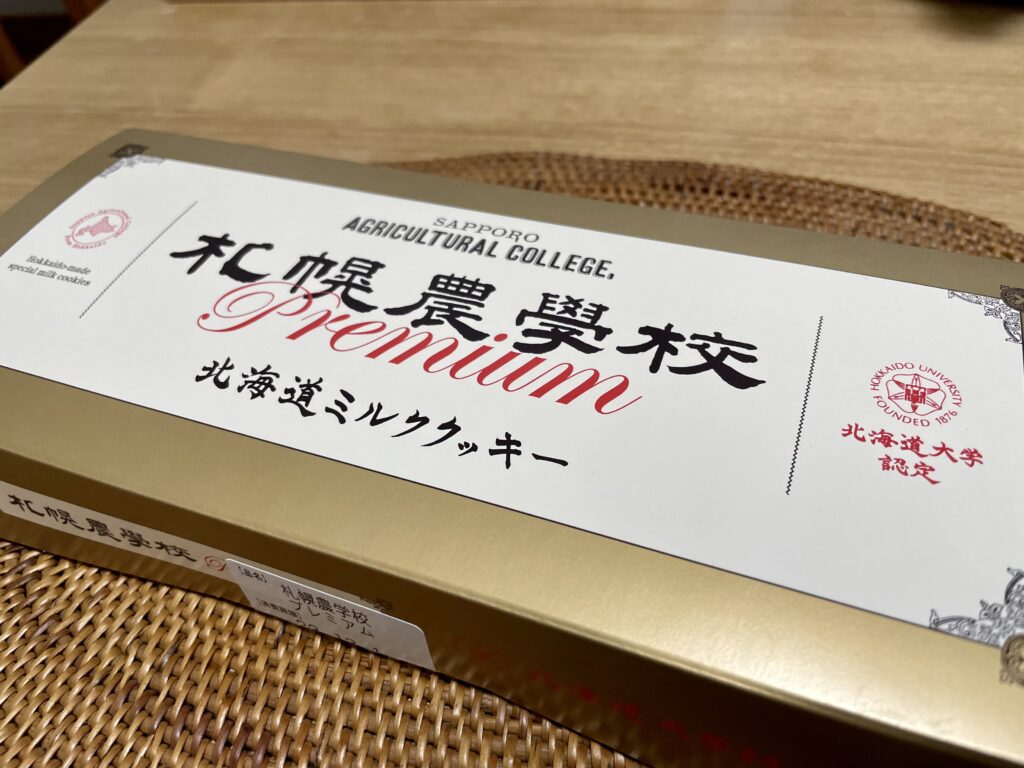 Hokkaido-made
special milk cookies
SAPPORO
AGRICULTURAL COLLEGE,
札幌農學校
Premium
北海道ミルククッキー
HOKKAIDO UNIVERSITY
FOUNDED 1876
北海道大学
認定
札幌農學校
(品名)
札幌農学校
プレミアム